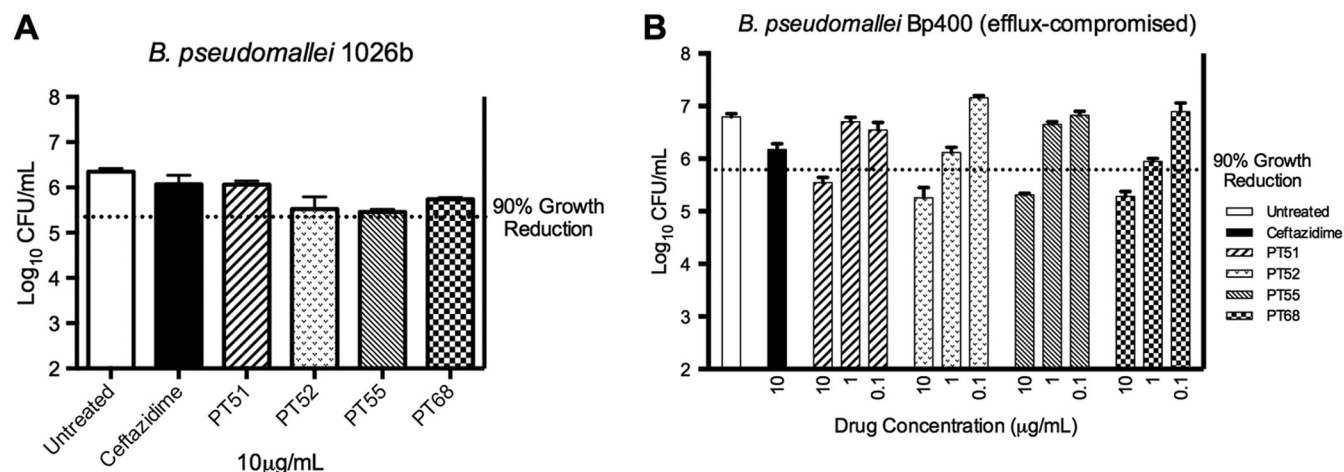 A
B. pseudomallei 1026b
Log10 CFU/mL
8
7
6
5
4
3
2
90% Growth
Reduction
Untreated
Ceftazidime
PT51
PT52
PT55
PT68
10μg/mL
B
B. pseudomallei Bp400 (efflux-compromised)
Log10 CFU/mL
8
7
6
5
4
3
2
90% Growth
Reduction
Untreated
Ceftazidime
PT51
PT52
PT55
PT68
10 10 1 0.1 10 1 0.1 10 1 0.1 10 1 0.1
Drug Concentration (μg/mL)